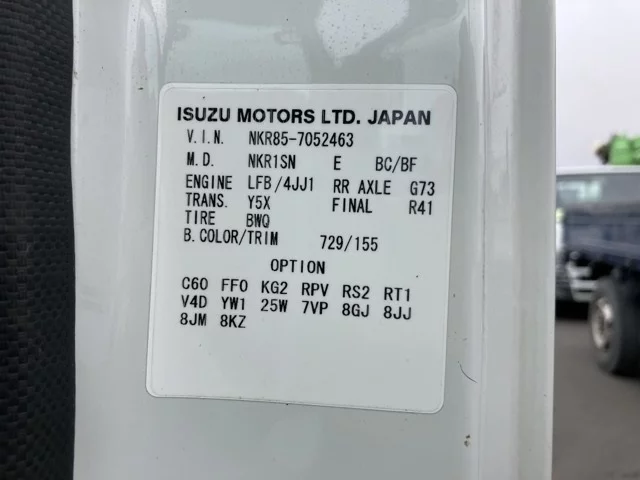 ISUZU MOTORS LTD. JAPAN
V.I.N. NKR85-7052463
M.D. NKR1SN E BC/BF
ENGINE LFB/4JJ1 RR AXLE G73
TRANS. Y5X FINAL R41
TIRE BWQ
B.COLOR/TRIM 729/155
OPTION
C60 FF0 KG2 RPV RS2 RT1
V4D YW1 25W 7VP 8GJ 8JJ
8JM 8KZ